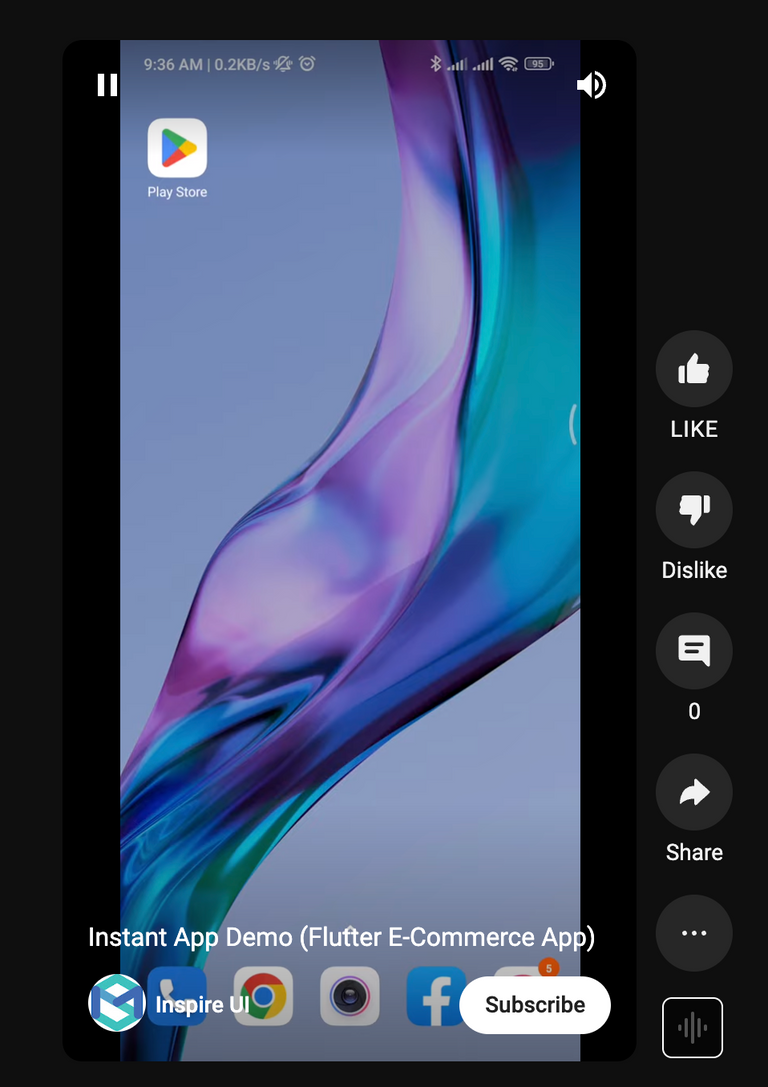 9:36 AM | 0.2KB/s
95
Play Store
LIKE
Dislike
0
Share
Instant App Demo (Flutter E-Commerce App)
5
Inspire UI
Subscribe